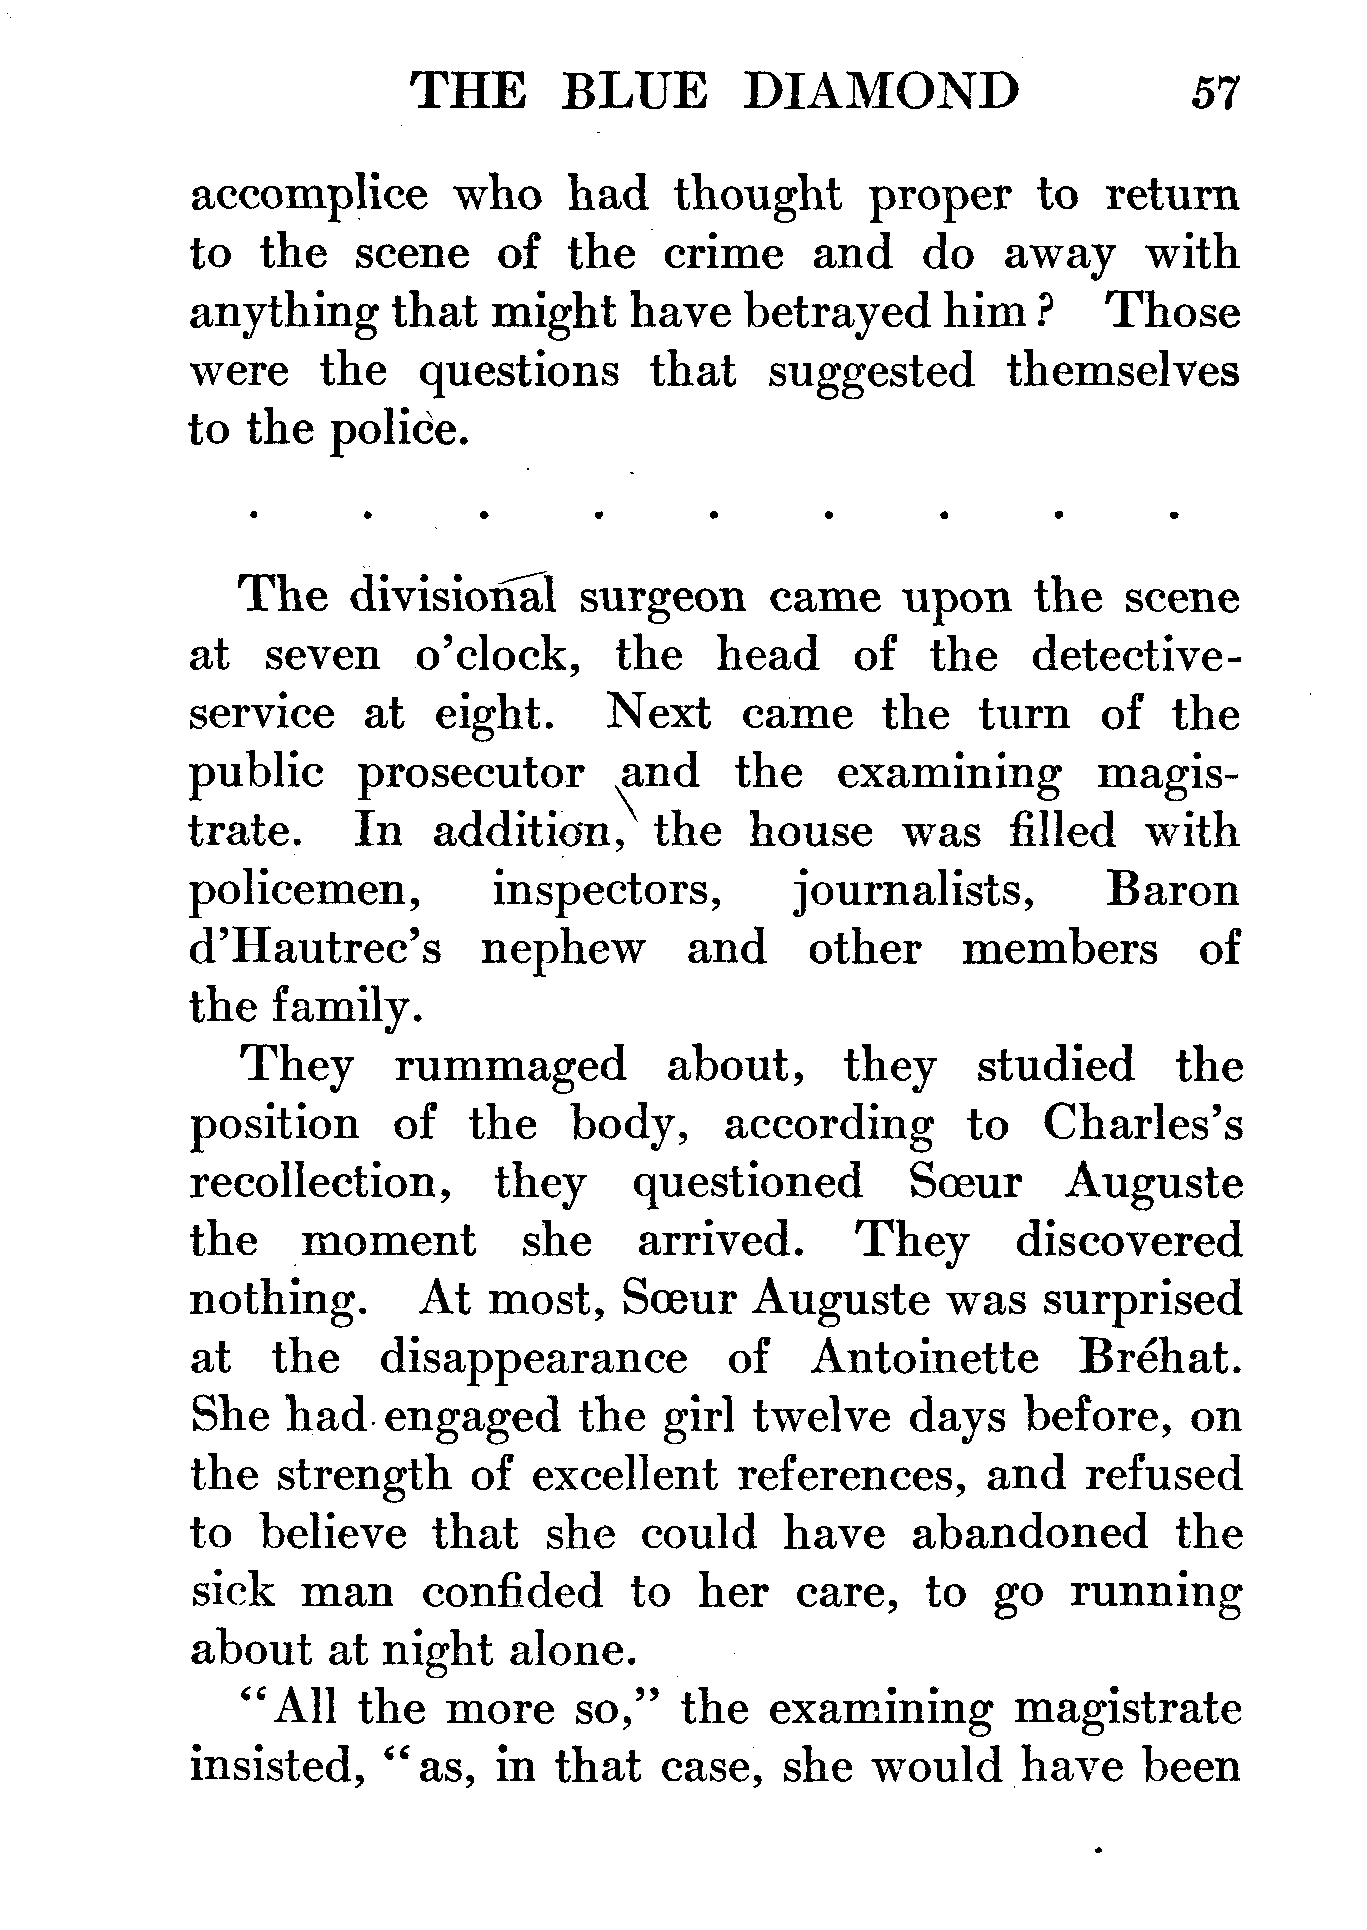 THE BLUE DIAMOND 57
accomplice who had thought proper to return
to the scene of the crime and do away with
anything that might have betrayed him? Those
were the questions that suggested themselves
to the police.
. . . . . . . . .
The divisional surgeon came upon the scene
at seven o'clock, the head of the detective-
service at eight. Next came the turn of the
public prosecutor and the examining magis-
trate. In addition, the house was filled with
policemen, inspectors, journalists, Baron
d'Hautrec's nephew and other members of
the family.
They rummaged about, they studied the
position of the body, according to Charles's
recollection, they questioned Sœur Auguste
the moment she arrived. They discovered
nothing. At most, Sœur Auguste was surprised
at the disappearance of Antoinette Bréhat.
She had engaged the girl twelve days before, on
the strength of excellent references, and refused
to believe that she could have abandoned the
sick man confided to her care, to go running
about at night alone.
"All the more so," the examining magistrate
insisted, "as, in that case, she would have been